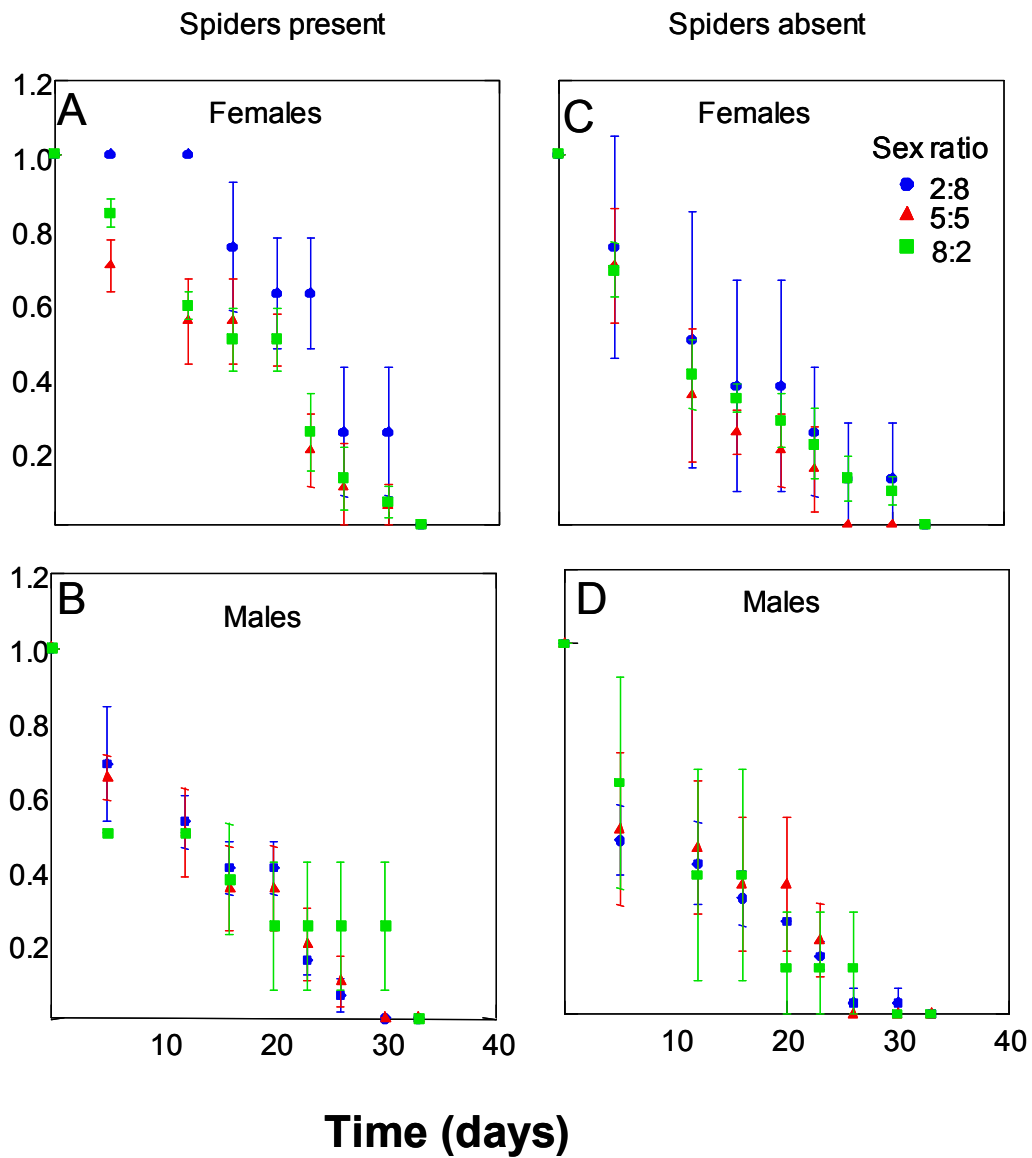 Spiders present Spiders absent
1.2
A Females
1.0
0.8
0.6
0.4
0.2
C Females
Sex ratio
2:8
5:5
8:2
1.2
B Males
1.0
0.8
0.6
0.4
0.2
10 20 30 40
D Males
10 20 30 40
Time (days)